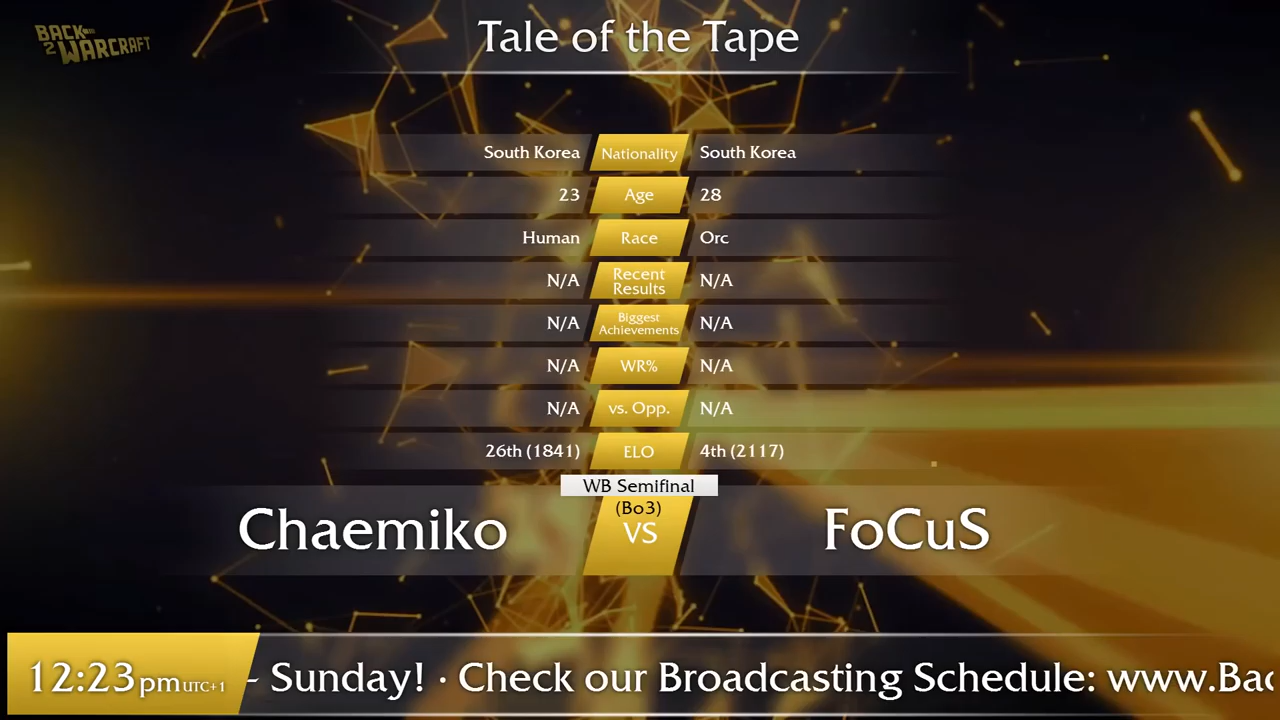 BACK
2 WARCRAFT
Tale of the Tape
South Korea Nationality South Korea
23 Age 28
Human Race Orc
N/A Recent Results N/A
N/A Biggest Achievements N/A
N/A WR% N/A
N/A vs. Opp. N/A
26th (1841) ELO 4th (2117)
WB Semifinal
(Bo3)
Chaemiko VS FoCuS
12:23pm UTC+1 - Sunday! · Check our Broadcasting Schedule: www.Bac